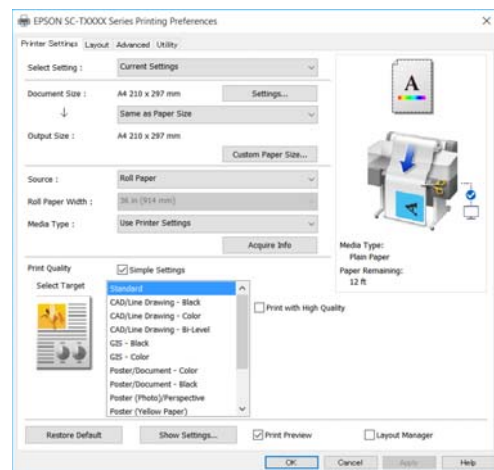 EPSON SC-TXXXX Series Printing Preferences
Printer Settings Layout Advanced Utility
Select Setting : Current Settings
Document Size : A4 210 x 297 mm Settings...
Same as Paper Size
Output Size : A4 210 x 297 mm
Custom Paper Size...
Source : Roll Paper
Roll Paper Width : 36 in (914 mm)
Media Type : Use Printer Settings
Acquire Info
A
A
Media Type:
Plain Paper
Paper Remaining:
12 ft
Print Quality Simple Settings
Select Target
Standard
CAD/Line Drawing - Black
CAD/Line Drawing - Color
CAD/Line Drawing - Bi-Level
GIS - Black
GIS - Color
Poster/Document - Color
Poster/Document - Black
Poster (Photo)/Perspective
Poster (Yellow Paper)
Print with High Quality
Restore Default Show Settings... Print Preview Layout Manager
OK Cancel Apply Help